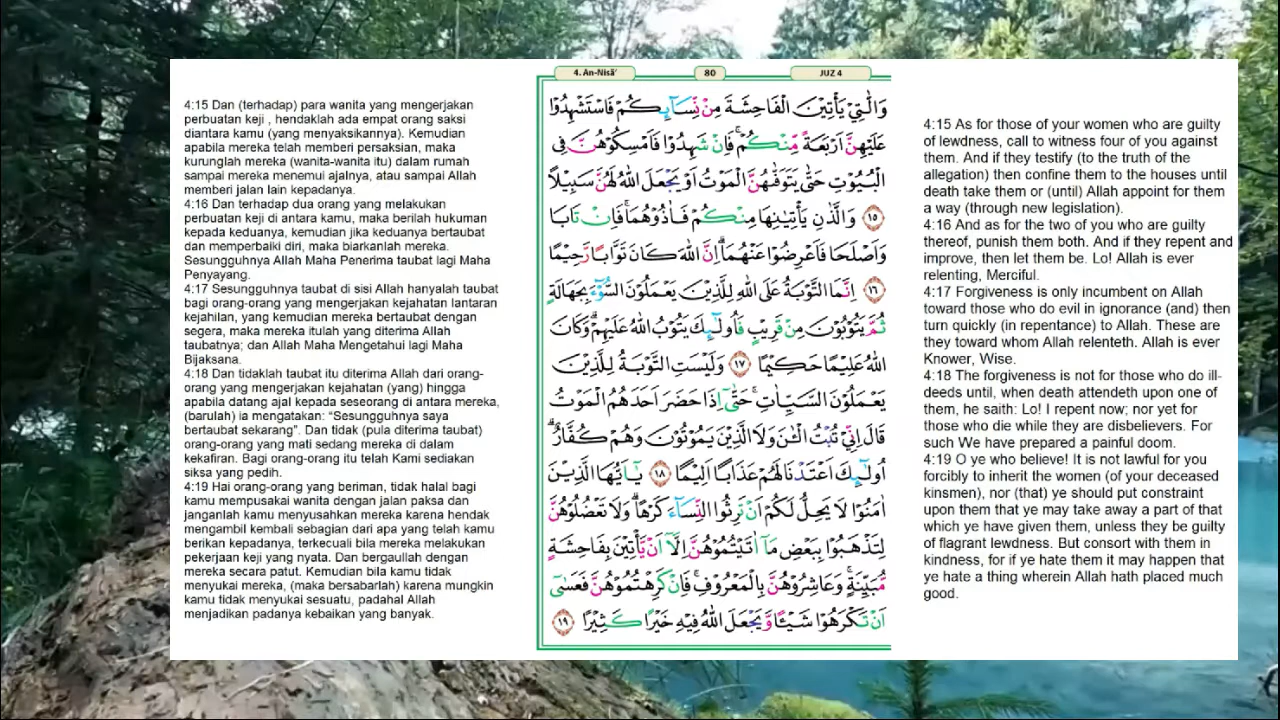 4:15 Dan (terhadap) para wanita yang mengerjakan
perbuatan keji , hendaklah ada empat orang saksi
diantara kamu (yang menyaksikannya). Kemudian
apabila mereka telah memberi persaksian, maka
kurunglah mereka (wanita-wanita itu) dalam rumah
sampai mereka menemui ajalnya, atau sampai Allah
memberi jalan lain kepadanya.
4:16 Dan terhadap dua orang yang melakukan
perbuatan keji di antara kamu, maka berilah hukuman
kepada keduanya, kemudian jika keduanya bertaubat
dan memperbaiki diri, maka biarkanlah mereka.
Sesungguhnya Allah Maha Penerima taubat lagi Maha
Penyayang.
4:17 Sesungguhnya taubat di sisi Allah hanyalah taubat
bagi orang-orang yang mengerjakan kejahatan lantaran
kejahilan, yang kemudian mereka bertaubat dengan
segera, maka mereka itulah yang diterima Allah
taubatnya; dan Allah Maha Mengetahui lagi Maha
Bijaksana.
4:18 Dan tidaklah taubat itu diterima Allah dari orang-
orang yang mengerjakan kejahatan (yang) hingga
apabila datang ajal kepada seseorang di antara mereka,
(barulah) ia mengatakan: “Sesungguhnya saya
bertaubat sekarang”. Dan tidak (pula diterima taubat)
orang-orang yang mati sedang mereka di dalam
kekafiran. Bagi orang-orang itu telah Kami sediakan
siksa yang pedih.
4:19 Hai orang-orang yang beriman, tidak halal bagi
kamu mempusakai wanita dengan jalan paksa dan
janganlah kamu menyusahkan mereka karena hendak
mengambil kembali sebagian dari apa yang telah kamu
berikan kepadanya, terkecuali bila mereka melakukan
pekerjaan keji yang nyata. Dan bergaullah dengan
mereka secara patut. Kemudian bila kamu tidak
menyukai mereka, (maka bersabarlah) karena mungkin
kamu tidak menyukai sesuatu, padahal Allah
menjadikan padanya kebaikan yang banyak.
4. An-Nisā’ 80 JUZ 4
وَالّٰتِيْ يَأْتِيْنَ الْفَاحِشَةَ مِنْ نِّسَاۤىِٕكُمْ فَاسْتَشْهِدُوْا
عَلَيْهِنَّ اَرْبَعَةً مِّنْكُمْ ۚ فَاِنْ شَهِدُوْا فَاَمْسِكُوْهُنَّ فِى
الْبُيُوْتِ حَتّٰى يَتَوَفّٰىهُنَّ الْمَوْتُ اَوْ يَجْعَلَ اللّٰهُ لَهُنَّ سَبِيْلًا
١٥ وَالَّذٰنِ يَأْتِيٰنِهَا مِنْكُمْ فَاٰذُوْهُمَا ۚ فَاِنْ تَابَا
وَاَصْلَحَا فَاَعْرِضُوْا عَنْهُمَا ۗ اِنَّ اللّٰهَ كَانَ تَوَّابًا رَّحِيْمًا
١٦ اِنَّمَا التَّوْبَةُ عَلَى اللّٰهِ لِلَّذِيْنَ يَعْمَلُوْنَ السُّوْۤءَ بِجَهَالَةٍ
ثُمَّ يَتُوْبُوْنَ مِنْ قَرِيْبٍ فَاُولٰۤىِٕكَ يَتُوْبُ اللّٰهُ عَلَيْهِمْ ۗ وَكَانَ
اللّٰهُ عَلِيْمًا حَكِيْمًا ١٧ وَلَيْسَتِ التَّوْبَةُ لِلَّذِيْنَ
يَعْمَلُوْنَ السَّيِّاٰتِ ۚ حَتّٰىٓ اِذَا حَضَرَ اَحَدَهُمُ الْمَوْتُ
قَالَ اِنِّيْ تُبْتُ الْـٰٔنَ وَلَا الَّذِيْنَ يَمُوْتُوْنَ وَهُمْ كُفَّارٌ ۗ
اُولٰۤىِٕكَ اَعْتَدْنَا لَهُمْ عَذَابًا اَلِيْمًا ١٨ يٰٓاَيُّهَا الَّذِيْنَ
اٰمَنُوْا لَا يَحِلُّ لَكُمْ اَنْ تَرِثُوا النِّسَاۤءَ كَرْهًا ۗ وَلَا تَعْضُلُوْهُنَّ
لِتَذْهَبُوْا بِبَعْضِ مَآ اٰتَيْتُمُوْهُنَّ اِلَّآ اَنْ يَّأْتِيْنَ بِفَاحِشَةٍ
مُّبَيِّنَةٍ ۚ وَعَاشِرُوْهُنَّ بِالْمَعْرُوْفِ ۚ فَاِنْ كَرِهْتُمُوْهُنَّ فَعَسٰٓى
اَنْ تَكْرَهُوْا شَيْـًٔا وَّيَجْعَلَ اللّٰهُ فِيْهِ خَيْرًا كَثِيْرًا ١٩
4:15 As for those of your women who are guilty
of lewdness, call to witness four of you against
them. And if they testify (to the truth of the
allegation) then confine them to the houses until
death take them or (until) Allah appoint for them
a way (through new legislation).
4:16 And as for the two of you who are guilty
thereof, punish them both. And if they repent and
improve, then let them be. Lo! Allah is ever
relenting, Merciful.
4:17 Forgiveness is only incumbent on Allah
toward those who do evil in ignorance (and) then
turn quickly (in repentance) to Allah. These are
they toward whom Allah relenteth. Allah is ever
Knower, Wise.
4:18 The forgiveness is not for those who do ill-
deeds until, when death attendeth upon one of
them, he saith: Lo! I repent now; nor yet for
those who die while they are disbelievers. For
such We have prepared a painful doom.
4:19 O ye who believe! It is not lawful for you
forcibly to inherit the women (of your deceased
kinsmen), nor (that) ye should put constraint
upon them that ye may take away a part of that
which ye have given them, unless they be guilty
of flagrant lewdness. But consort with them in
kindness, for if ye hate them it may happen that
ye hate a thing wherein Allah hath placed much
good.